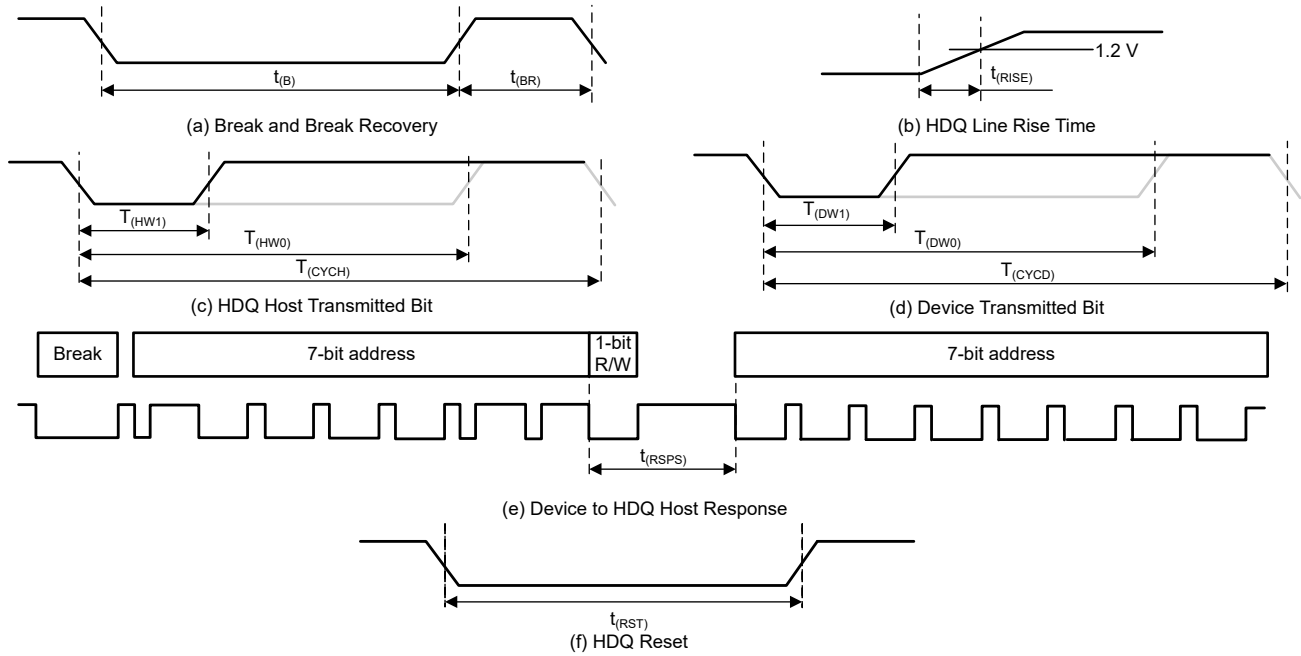 t(B)
t(BR)
(a) Break and Break Recovery
1.2 V
t(RISE)
(b) HDQ Line Rise Time
T(HW1)
T(HW0)
T(CYCH)
(c) HDQ Host Transmitted Bit
T(DW1)
T(DW0)
T(CYCD)
(d) Device Transmitted Bit
Break
7-bit address
1-bit
R/W
7-bit address
t(RSPS)
(e) Device to HDQ Host Response
t(RST)
(f) HDQ Reset